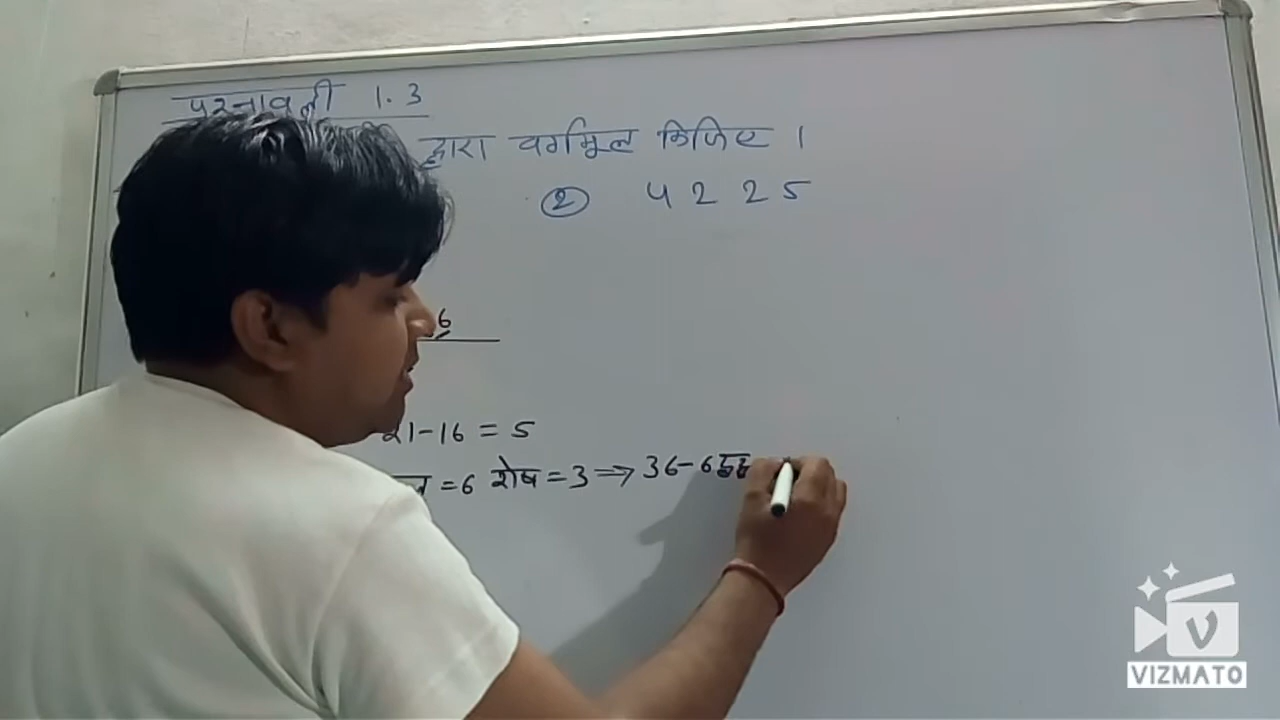 प्रश्नावली 1.3
द्वारा वर्गमूल किजिए ।
② 4225
6
21-16 = 5
= 6 शेष = 3 ⇒ 36-6
VIZMATO